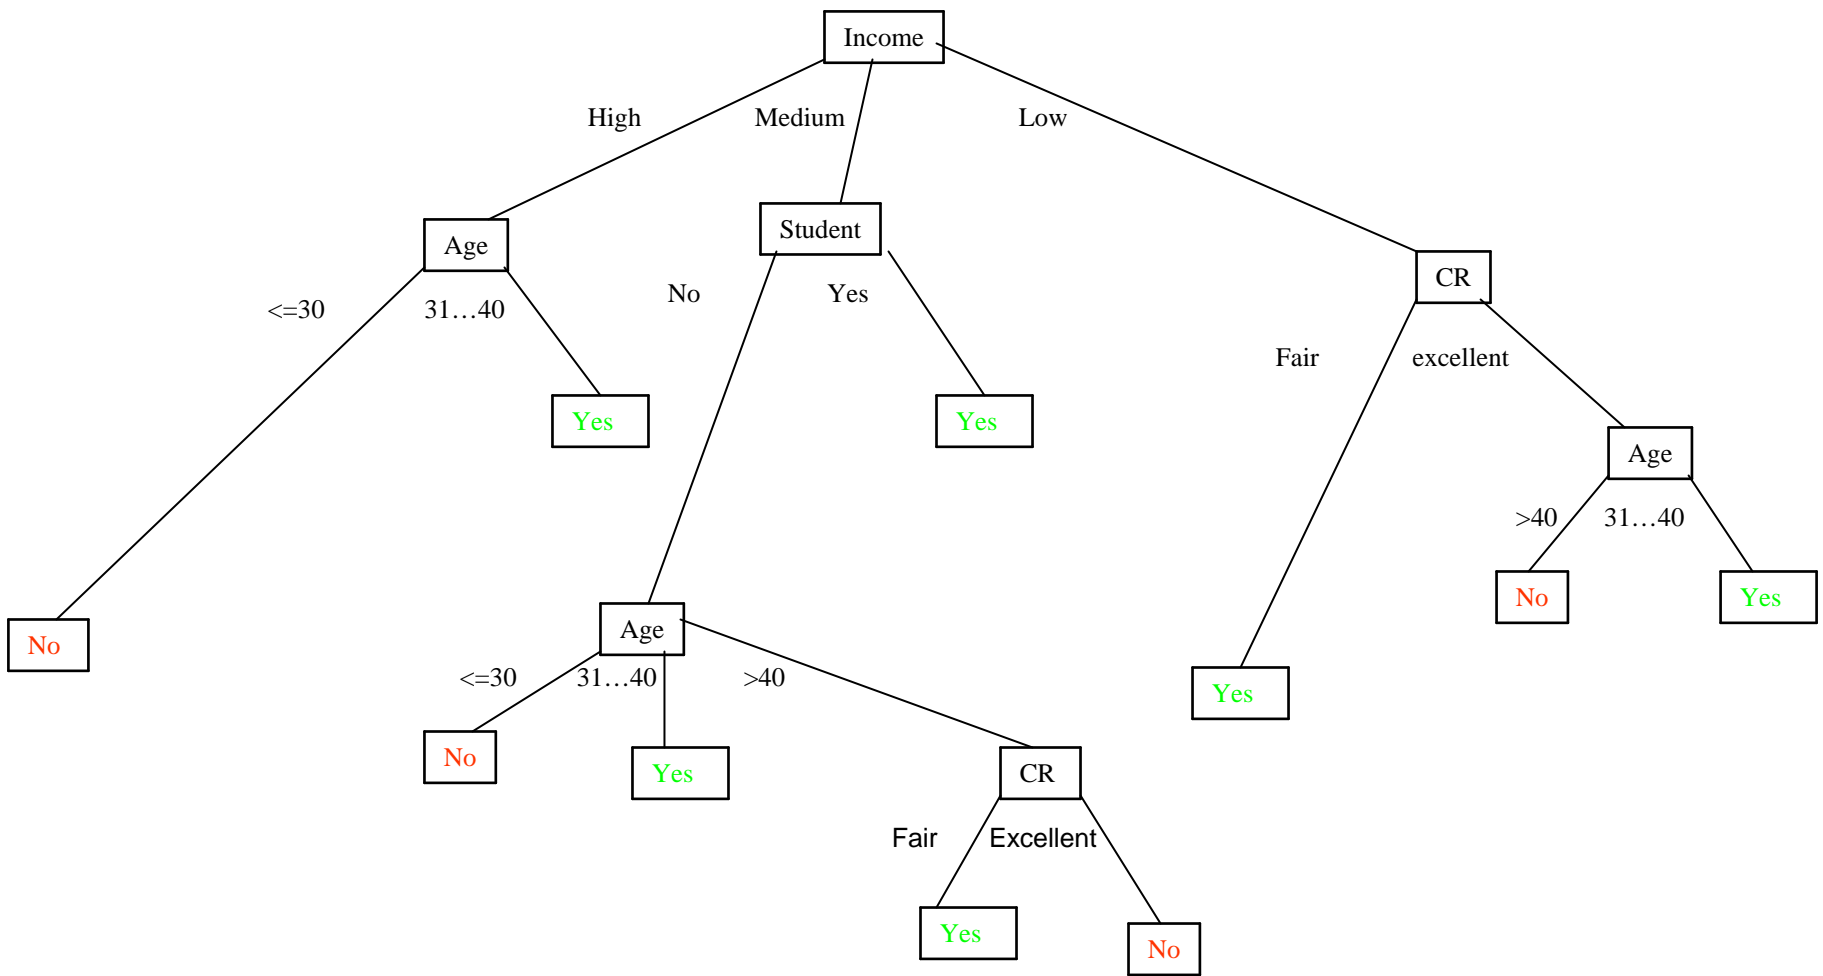 Income
High Medium Low
Age Student CR
<=30 31…40 No Yes
Fair excellent
Yes Yes Age
>40 31…40
No Yes
No Age
<=30 31…40 >40 Yes
No Yes CR
Fair Excellent
Yes No